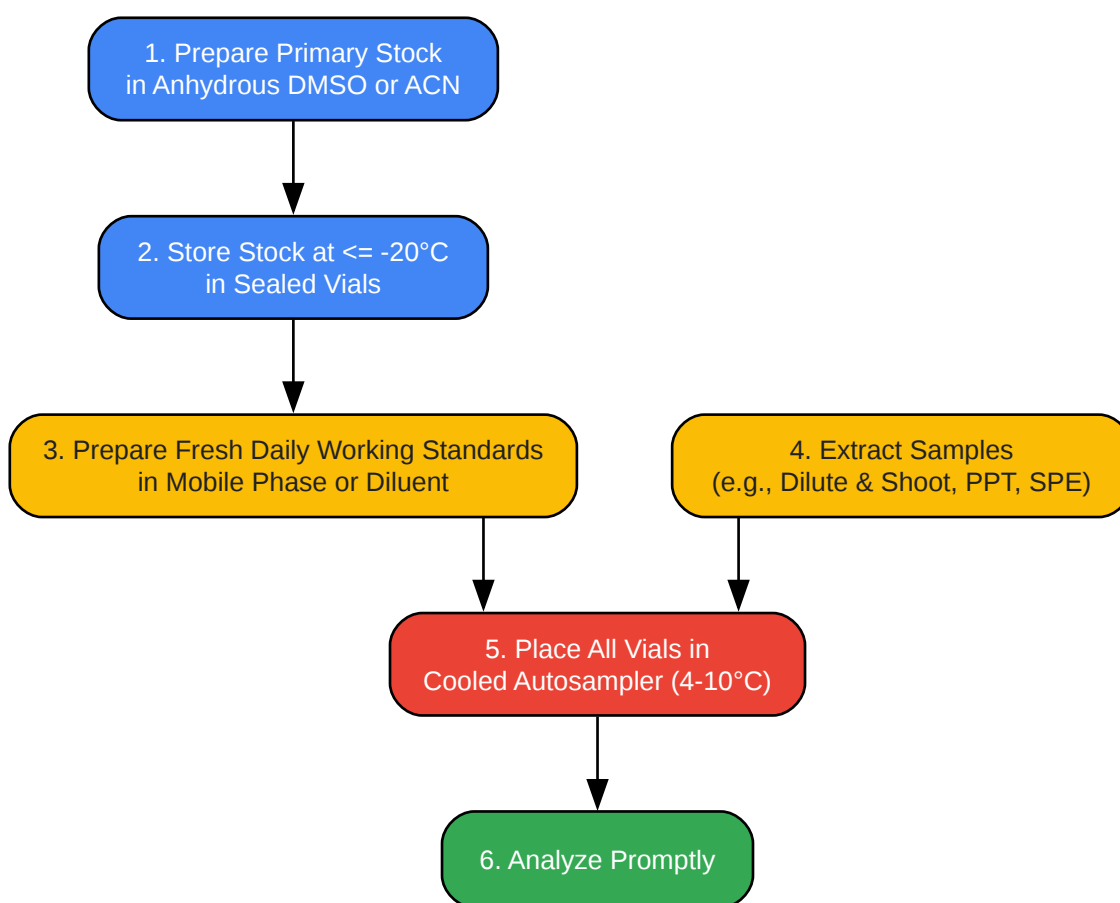 1. Prepare Primary Stock
in Anhydrous DMSO or ACN
2. Store Stock at <= -20°C
in Sealed Vials
3. Prepare Fresh Daily Working Standards
in Mobile Phase or Diluent
4. Extract Samples
(e.g., Dilute & Shoot, PPT, SPE)
5. Place All Vials in
Cooled Autosampler (4-10°C)
6. Analyze Promptly